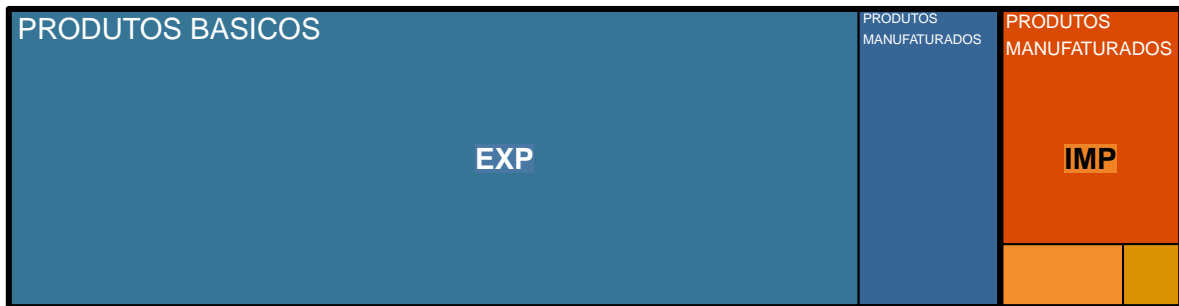 PRODUTOS BASICOS
PRODUTOS
MANUFATURADOS
PRODUTOS
MANUFATURADOS
EXP
IMP